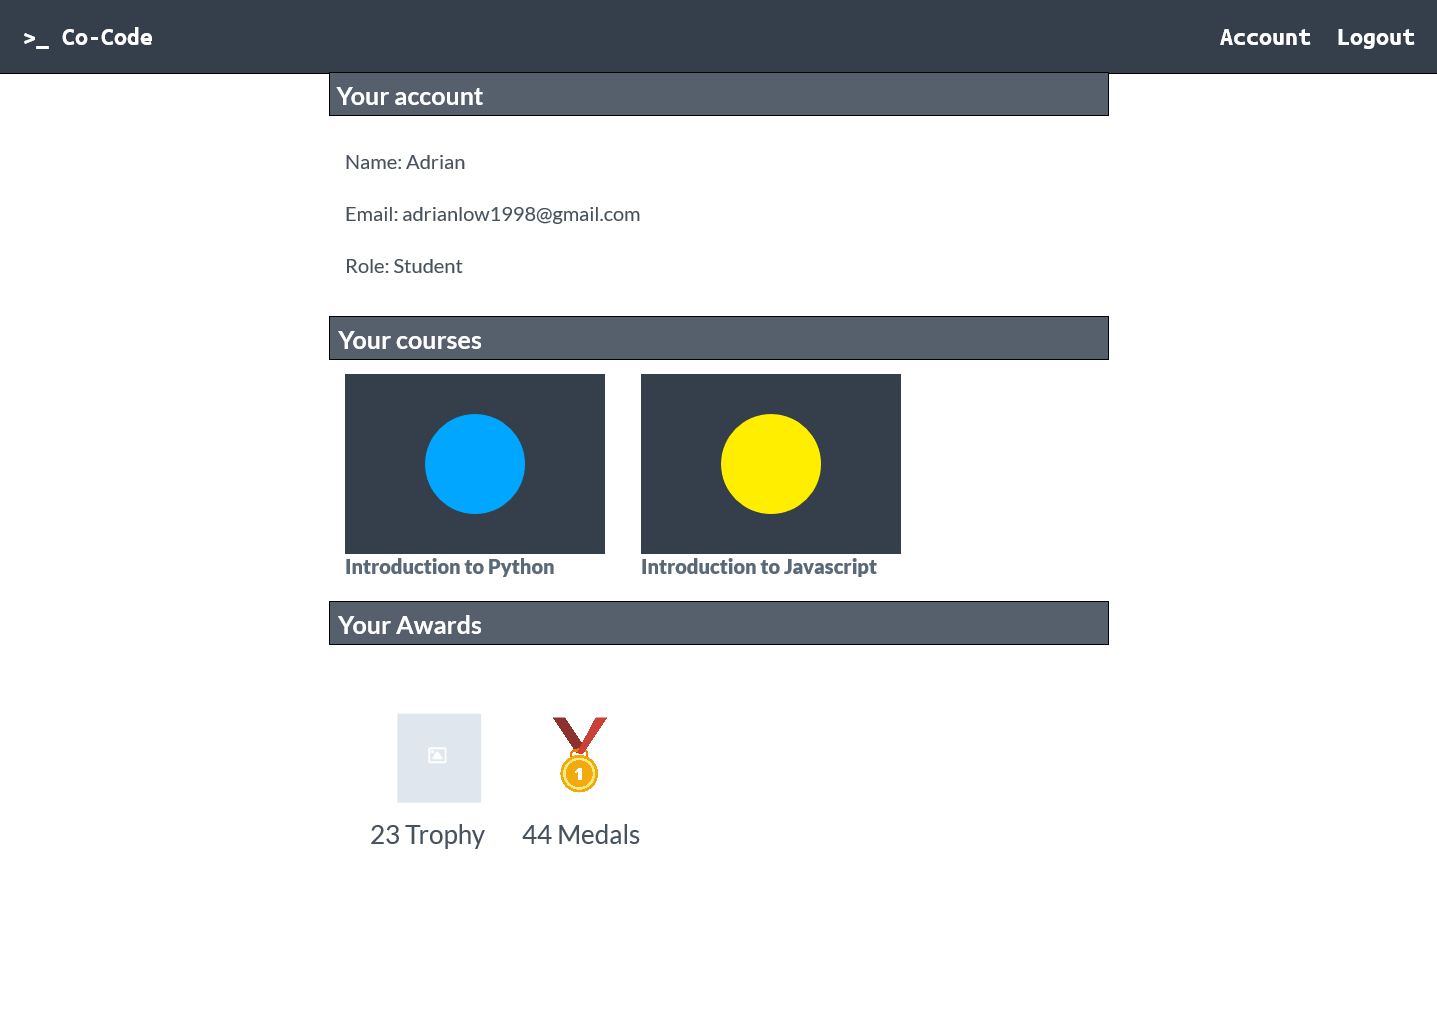 >_ Co-Code
Account Logout
Your account
Name: Adrian
Email: adrianlow1998@gmail.com
Role: Student
Your courses
Introduction to Python
Introduction to Javascript
Your Awards
1
23 Trophy
44 Medals